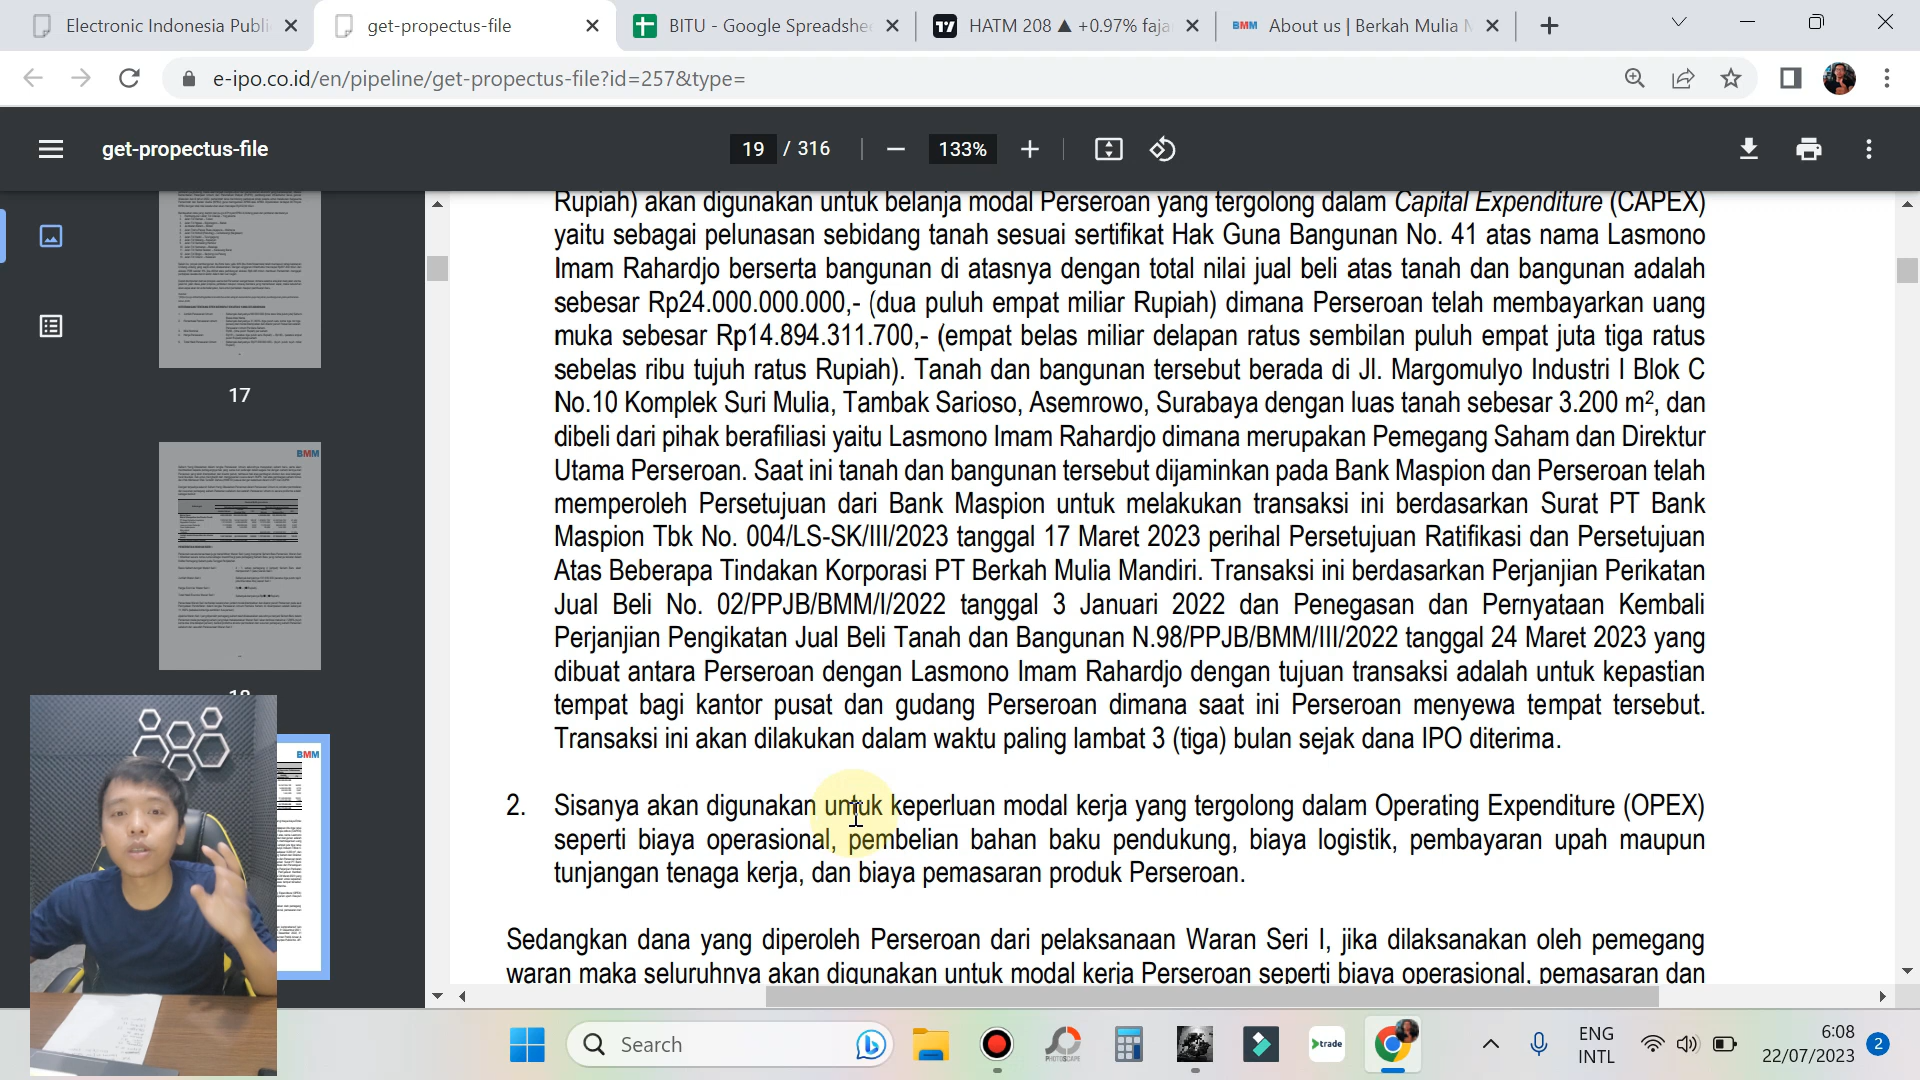 Electronic Indonesia Publi
get-propectus-file
BITU - Google Spreadshe
HATM 208 ▲ +0.97% faja
BMM About us | Berkah Mulia M
e-ipo.co.id/en/pipeline/get-propectus-file?id=257&type=
get-propectus-file
19 / 316
133%
17
BMM
BMM
Rupiah) akan digunakan untuk belanja modal Perseroan yang tergolong dalam Capital Expenditure (CAPEX)
yaitu sebagai pelunasan sebidang tanah sesuai sertifikat Hak Guna Bangunan No. 41 atas nama Lasmono
Imam Rahardjo berserta bangunan di atasnya dengan total nilai jual beli atas tanah dan bangunan adalah
sebesar Rp24.000.000.000,- (dua puluh empat miliar Rupiah) dimana Perseroan telah membayarkan uang
muka sebesar Rp14.894.311.700,- (empat belas miliar delapan ratus sembilan puluh empat juta tiga ratus
sebelas ribu tujuh ratus Rupiah). Tanah dan bangunan tersebut berada di Jl. Margomulyo Industri I Blok C
No.10 Komplek Suri Mulia, Tambak Sarioso, Asemrowo, Surabaya dengan luas tanah sebesar 3.200 m², dan
dibeli dari pihak berafiliasi yaitu Lasmono Imam Rahardjo dimana merupakan Pemegang Saham dan Direktur
Utama Perseroan. Saat ini tanah dan bangunan tersebut dijaminkan pada Bank Maspion dan Perseroan telah
memperoleh Persetujuan dari Bank Maspion untuk melakukan transaksi ini berdasarkan Surat PT Bank
Maspion Tbk No. 004/LS-SK/III/2023 tanggal 17 Maret 2023 perihal Persetujuan Ratifikasi dan Persetujuan
Atas Beberapa Tindakan Korporasi PT Berkah Mulia Mandiri. Transaksi ini berdasarkan Perjanjian Perikatan
Jual Beli No. 02/PPJB/BMM/I/2022 tanggal 3 Januari 2022 dan Penegasan dan Pernyataan Kembali
Perjanjian Pengikatan Jual Beli Tanah dan Bangunan N.98/PPJB/BMM/III/2022 tanggal 24 Maret 2023 yang
dibuat antara Perseroan dengan Lasmono Imam Rahardjo dengan tujuan transaksi adalah untuk kepastian
tempat bagi kantor pusat dan gudang Perseroan dimana saat ini Perseroan menyewa tempat tersebut.
Transaksi ini akan dilakukan dalam waktu paling lambat 3 (tiga) bulan sejak dana IPO diterima.
2. Sisanya akan digunakan untuk keperluan modal kerja yang tergolong dalam Operating Expenditure (OPEX)
seperti biaya operasional, pembelian bahan baku pendukung, biaya logistik, pembayaran upah maupun
tunjangan tenaga kerja, dan biaya pemasaran produk Perseroan.
Sedangkan dana yang diperoleh Perseroan dari pelaksanaan Waran Seri I, jika dilaksanakan oleh pemegang
waran maka seluruhnya akan digunakan untuk modal kerja Perseroan seperti biaya operasional, pemasaran dan
Search
PHOTOSCAPE
trade
ENG
INTL
6:08
22/07/2023
2